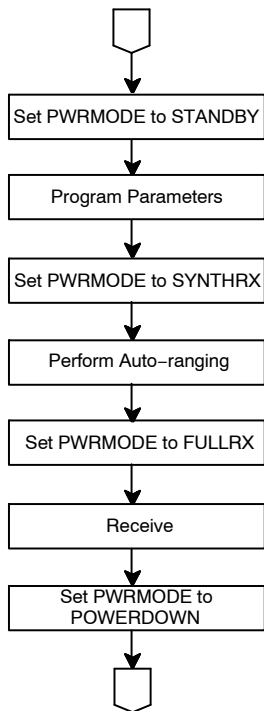 Set PWRMODE to STANDBY
Program Parameters
Set PWRMODE to SYNTHRX
Perform Auto−ranging
Set PWRMODE to FULLRX
Receive
Set PWRMODE to
POWERDOWN